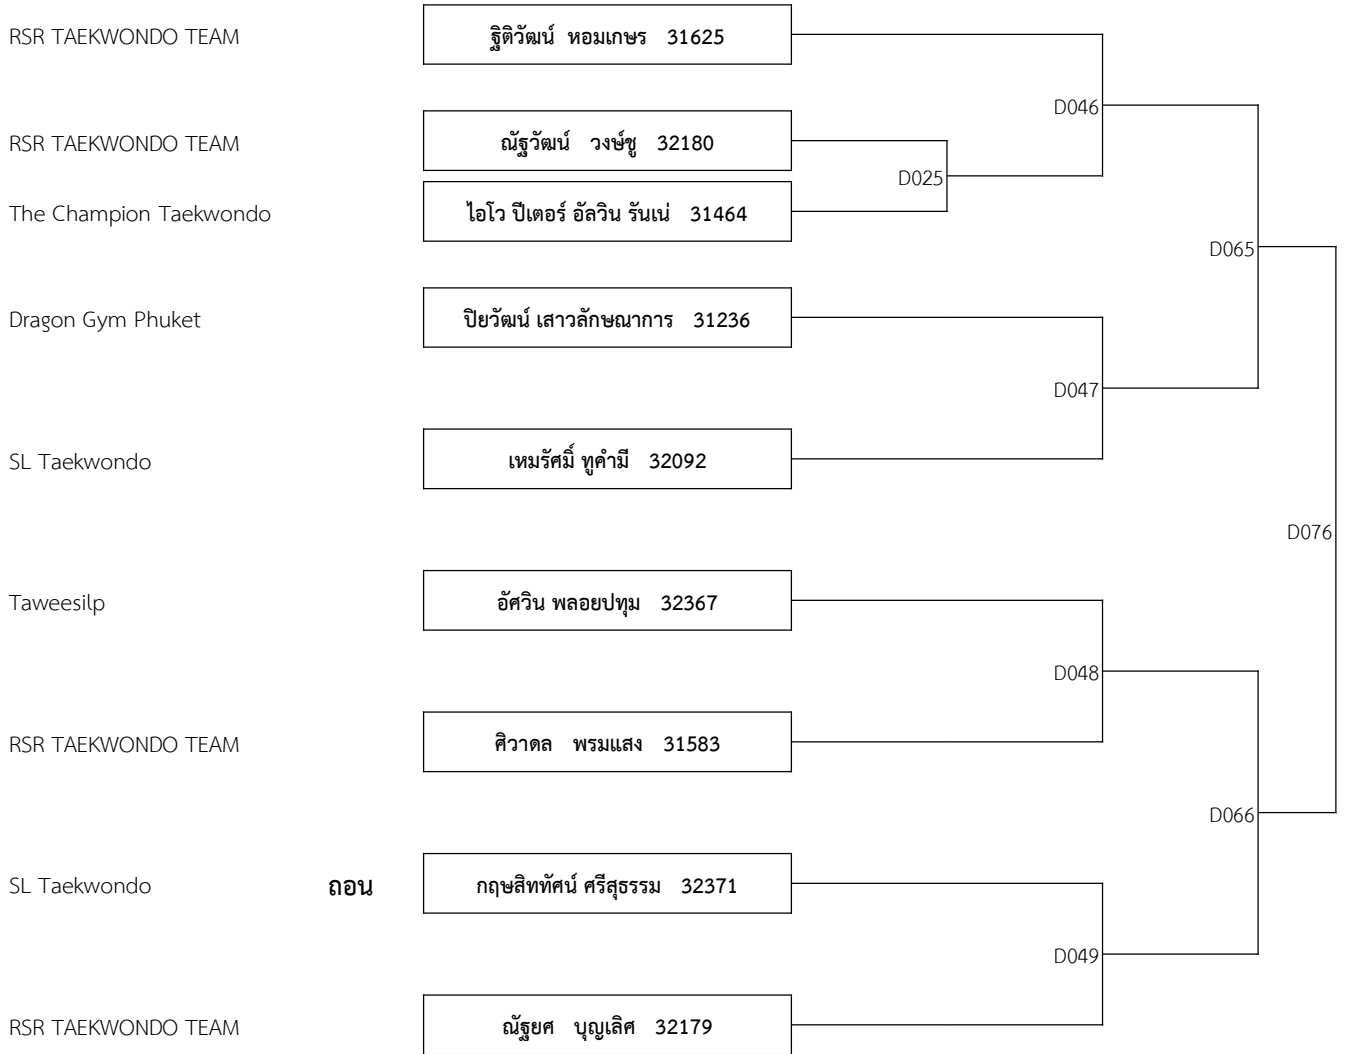 RSR TAEKWONDO TEAM ฐิติวัฒน์ หอมเกษร 31625
D046
RSR TAEKWONDO TEAM ณัฐวัฒน์ วงษ์ชู 32180
D025
The Champion Taekwondo ไอโว ปีเตอร์ อัลวิน รันเน่ 31464
D065
Dragon Gym Phuket ปิยวัฒน์ เสาวลักษณาการ 31236
D047
SL Taekwondo เหมรัศมิ์ ทูคำมี 32092
D076
Taweesilp อัศวิน พลอยปทุม 32367
D048
RSR TAEKWONDO TEAM ศิวาดล พรมแสง 31583
D066
SL Taekwondo ถอน กฤษสิททัศน์ ศรีสุธรรม 32371
D049
RSR TAEKWONDO TEAM ณัฐยศ บุญเลิศ 32179